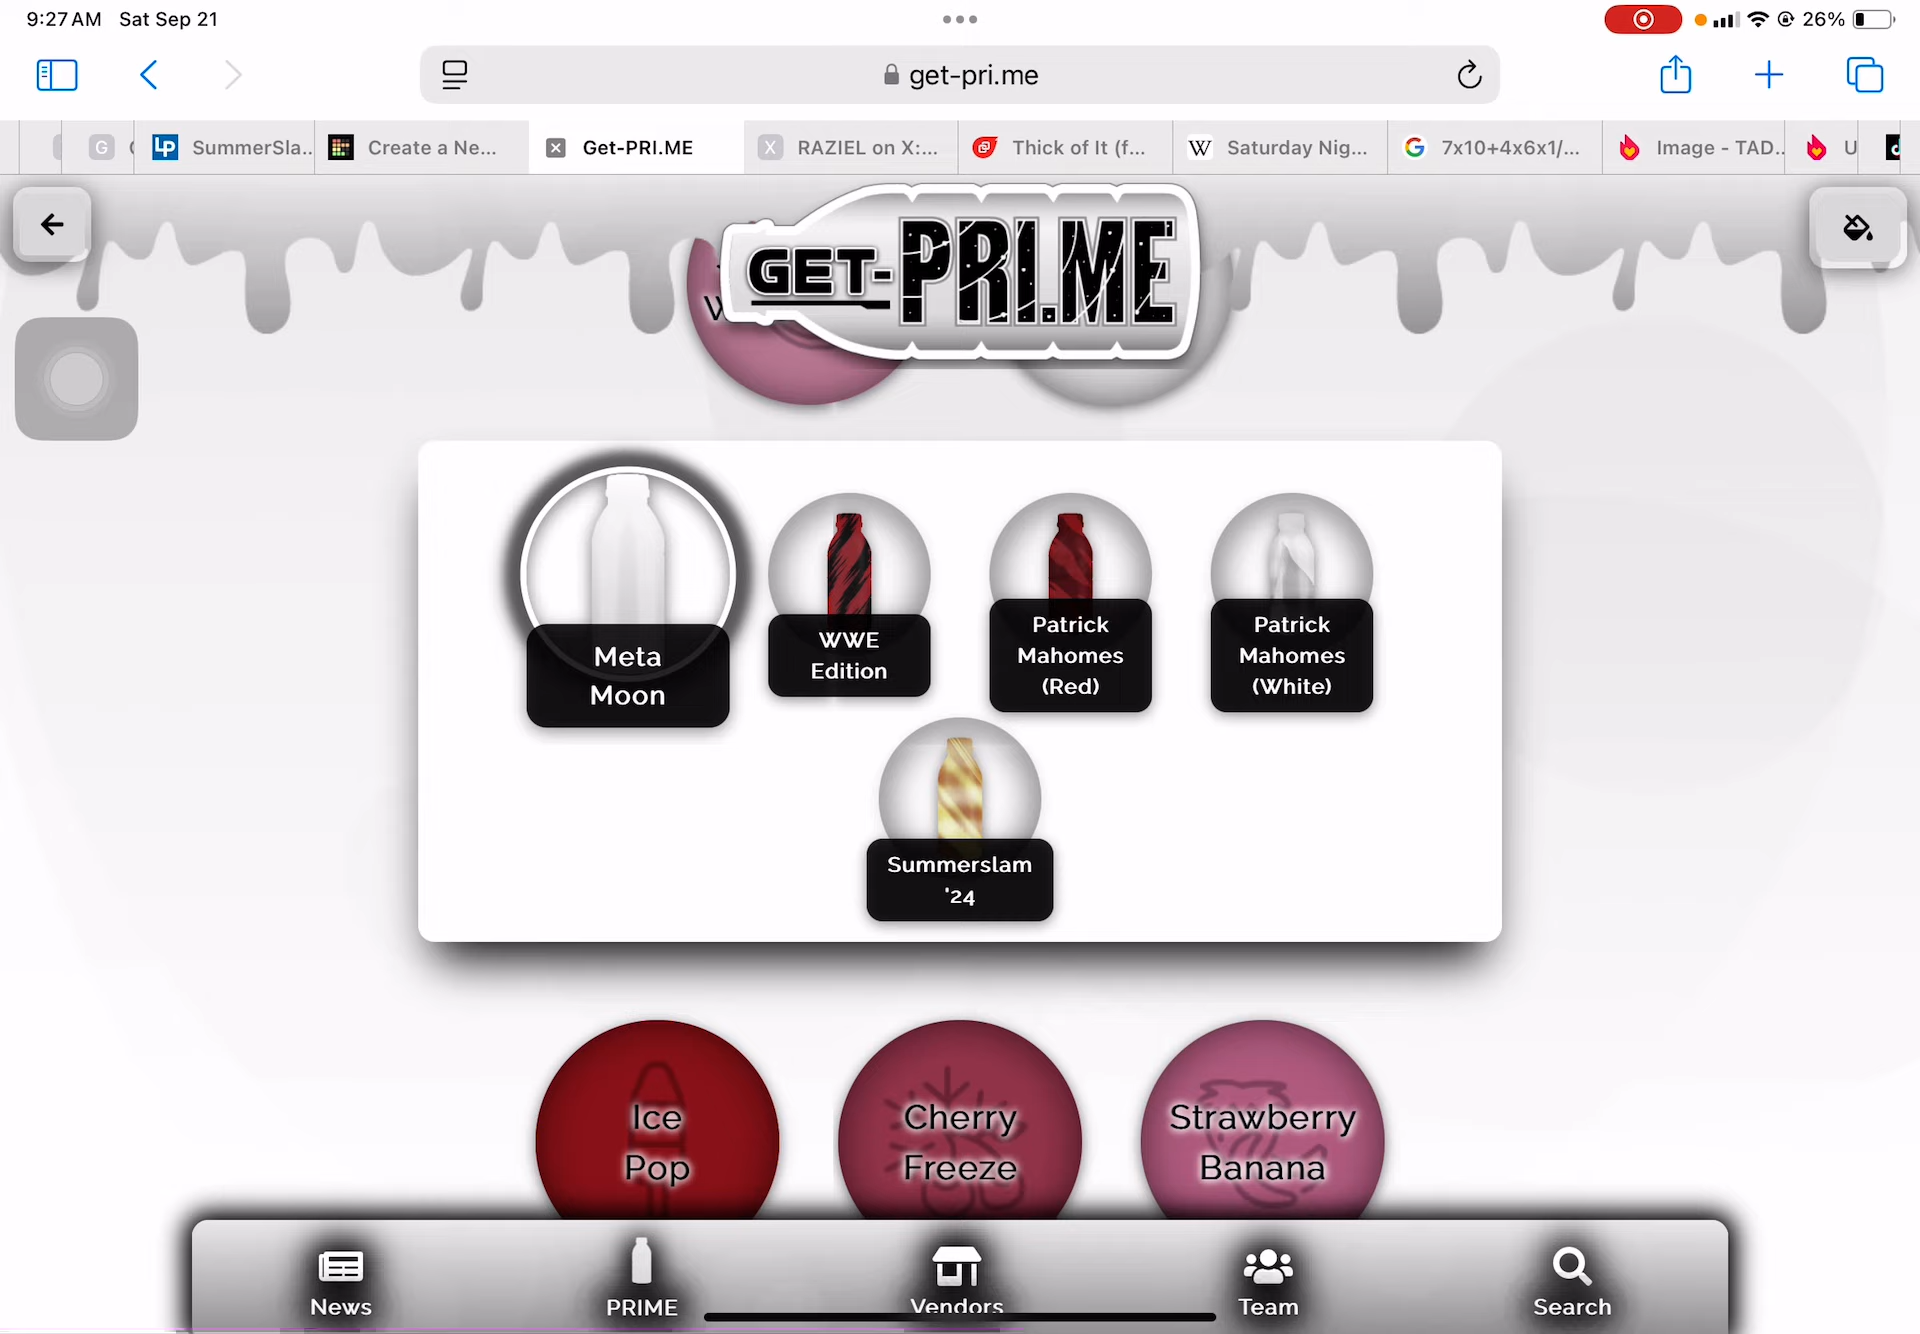 9:27 AM Sat Sep 21
26%
get-pri.me
G
LP SummerSla..
Create a Ne...
Get-PRI.ME
X RAZIEL on X:...
Thick of It (f...
W Saturday Nig...
G 7x10+4x6x1/...
Image - TAD..
U
GET-PRI.ME
Meta
Moon
WWE
Edition
Patrick
Mahomes
(Red)
Patrick
Mahomes
(White)
Summerslam
'24
Ice
Pop
Cherry
Freeze
Strawberry
Banana
News
PRIME
Vendors
Team
Search